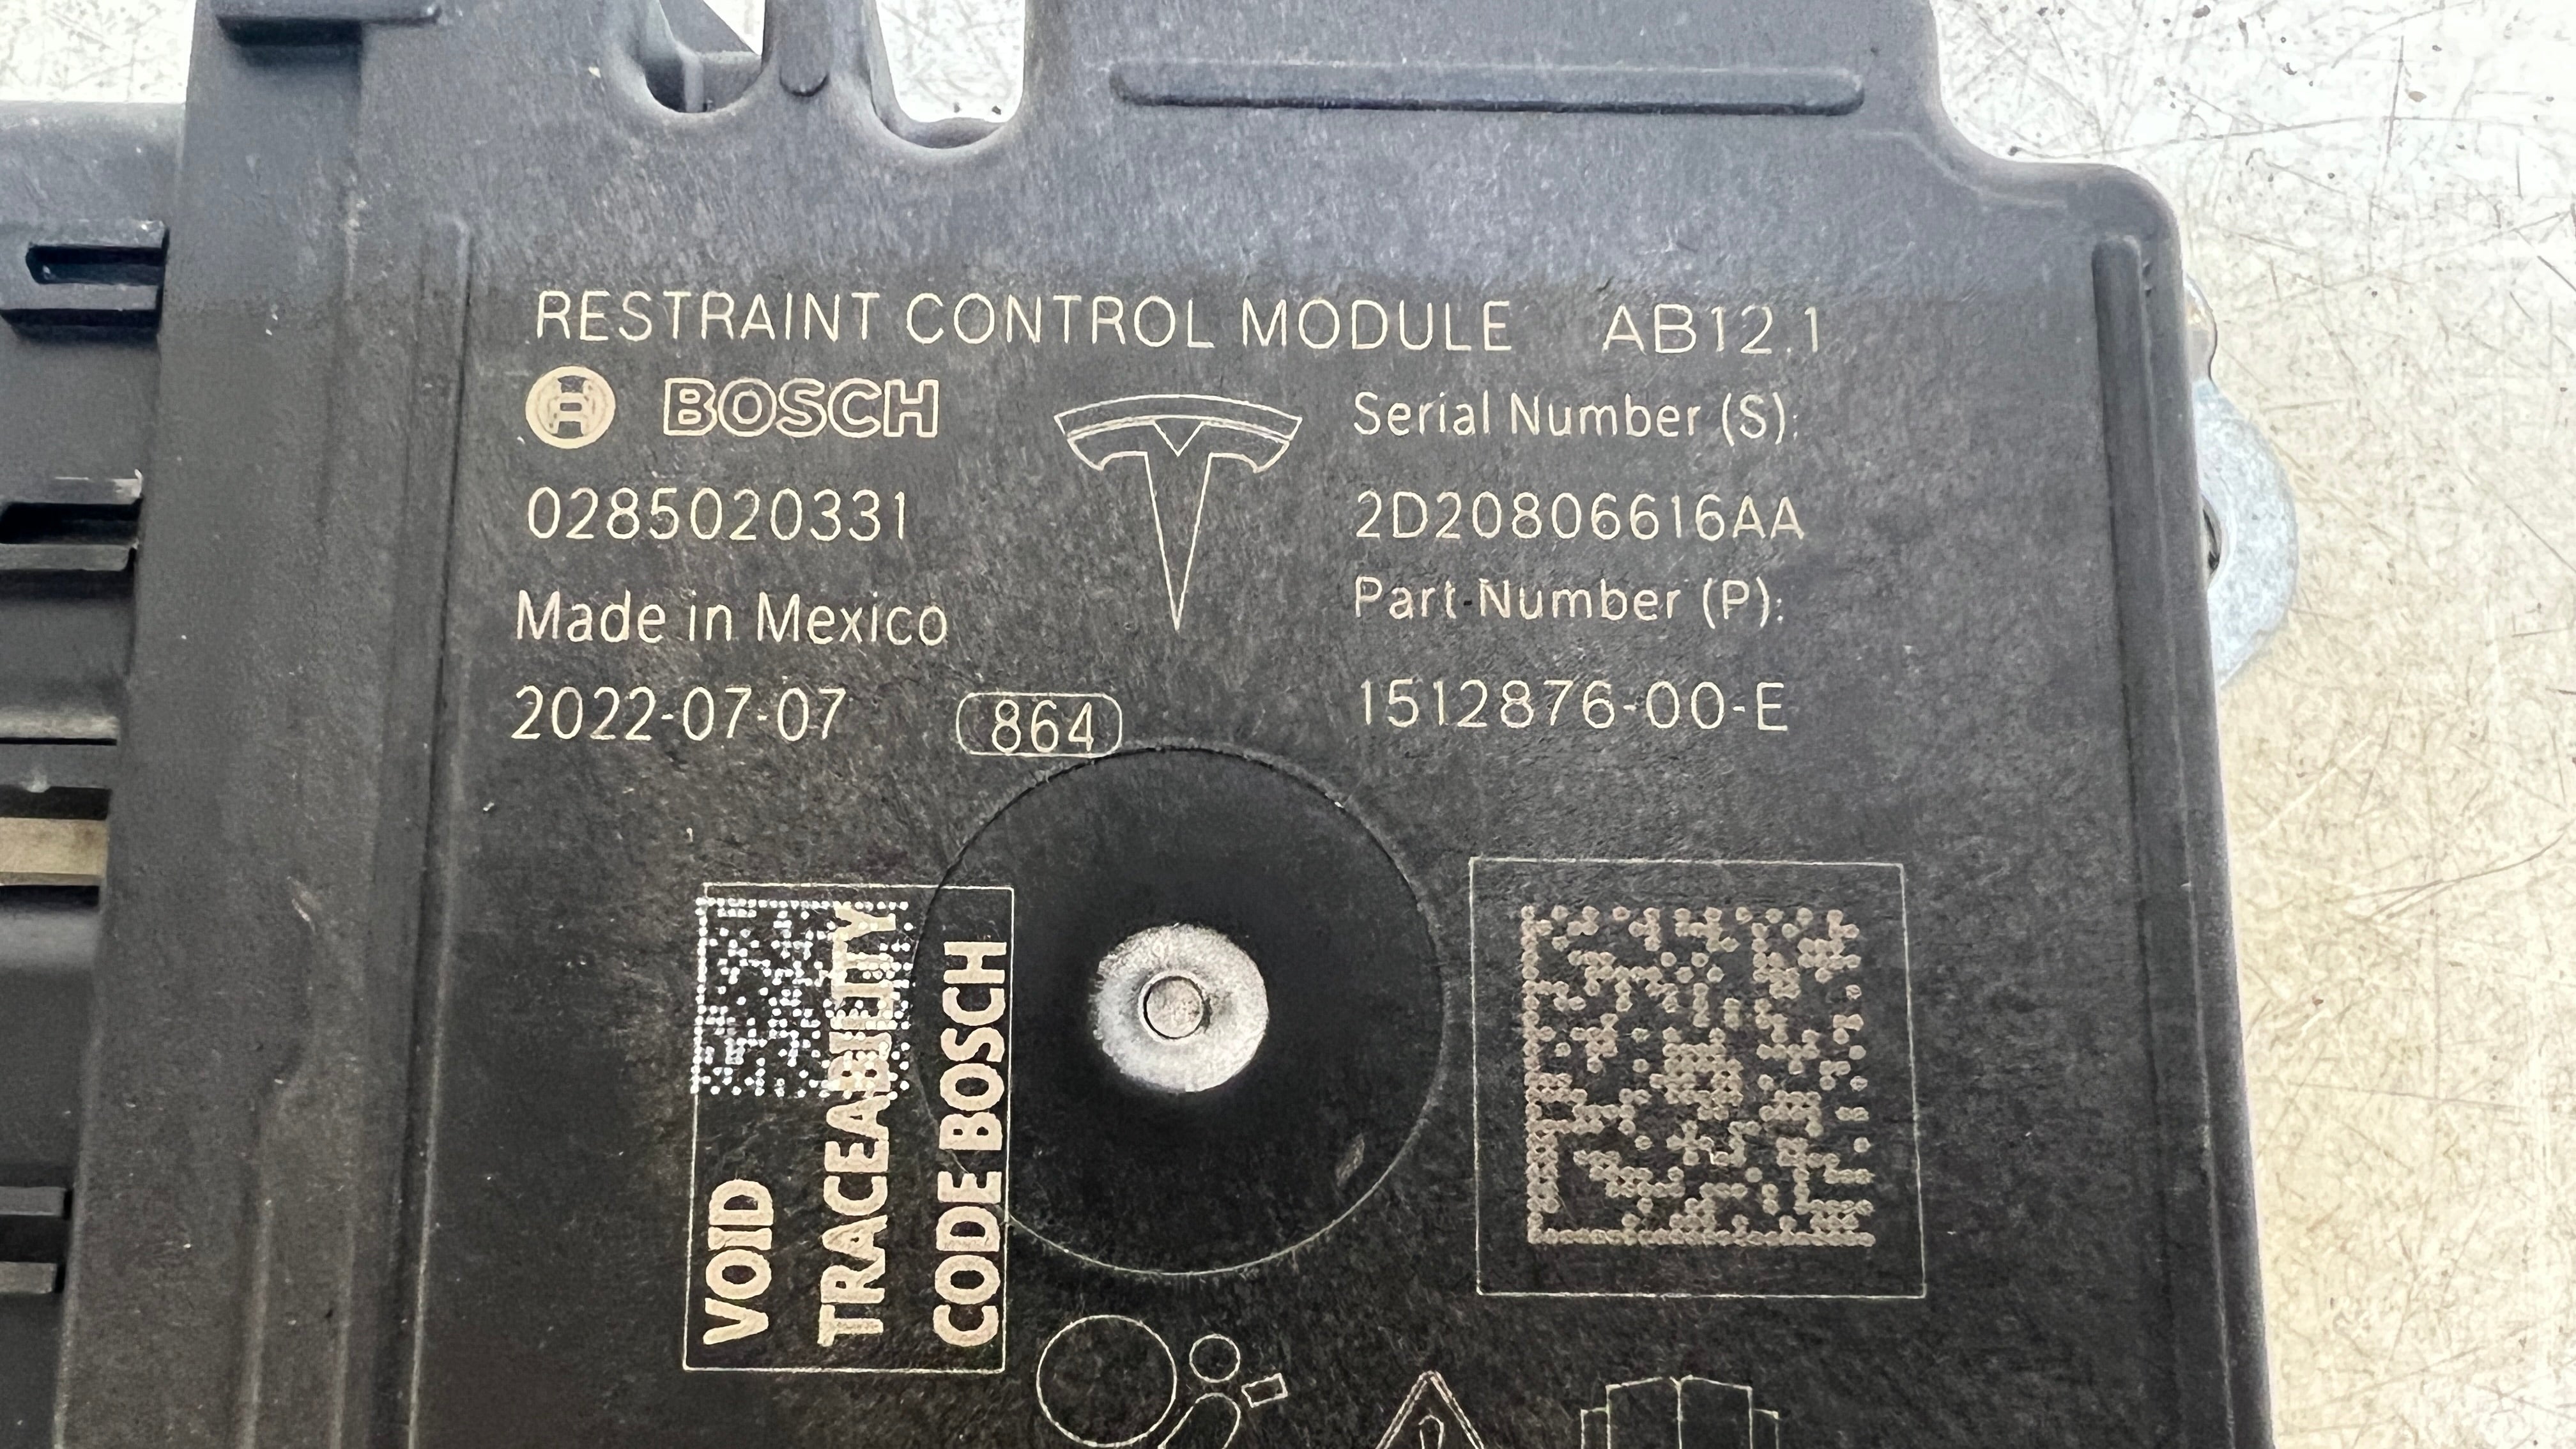 RESTRAINT CONTROL MODULE AB12.1
BOSCH
0285020331
Made in Mexico
2022-07-07
864
Serial Number (S):
2D20806616AA
Part Number (P):
1512876-00-E
VOID
TRACEABILITY
CODE BOSCH